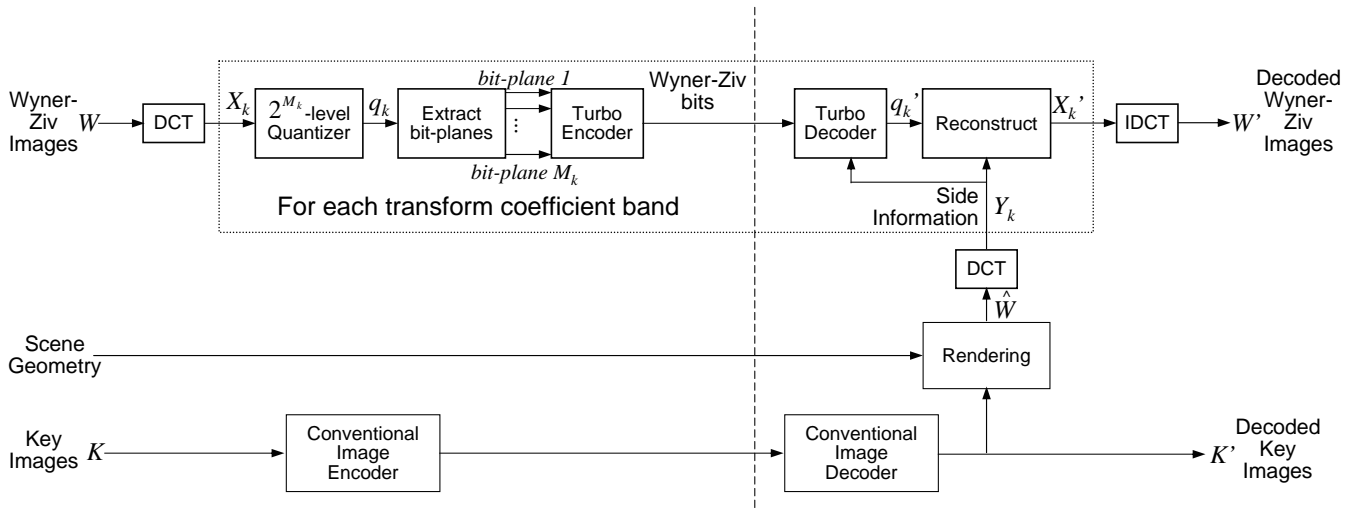 Wyner-
Ziv
Images
W
DCT
X_k
2^{M_k}-level
Quantizer
q_k
Extract
bit-planes
bit-plane 1
⋮
bit-plane M_k
Turbo
Encoder
Wyner-Ziv
bits
Turbo
Decoder
q_k’
Reconstruct
X_k’
IDCT
W’
Decoded
Wyner-
Ziv
Images
For each transform coefficient band
Side
Information
Y_k
DCT
Ŵ
Scene
Geometry
Rendering
Key
Images
K
Conventional
Image
Encoder
Conventional
Image
Decoder
K’
Decoded
Key
Images